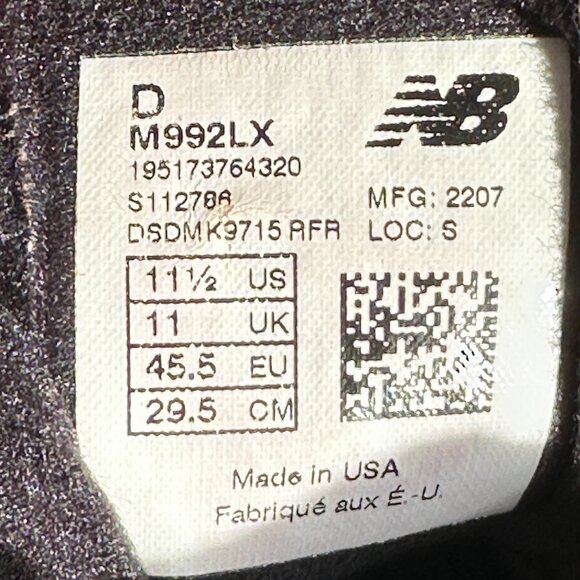 D
NB
M992LX
195173764320
S112786
MFG: 2207
DSDMK9715 RFR
LOC: S
11½ US
11 UK
45.5 EU
29.5 CM
Made in USA
Fabriqué aux É.-U.